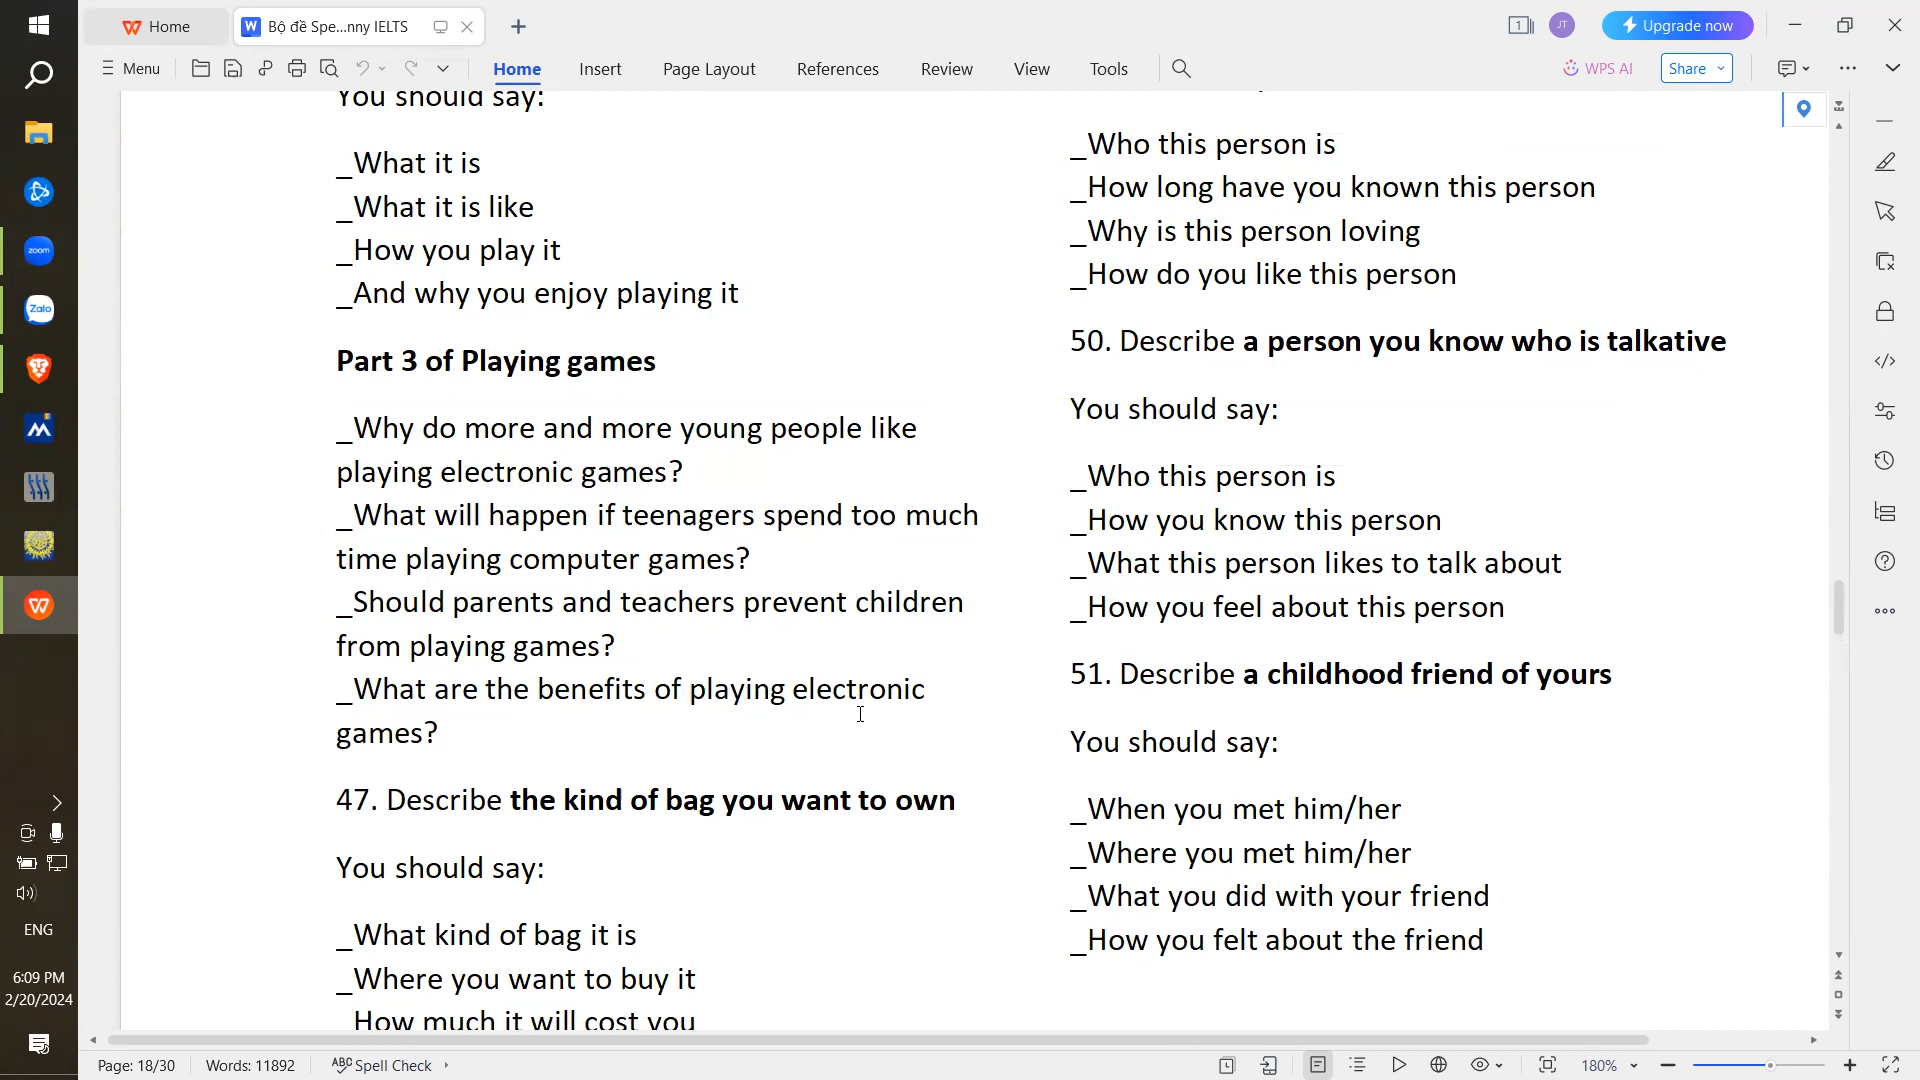 Home
Bộ đề Spe...nny IELTS
1
JT
Upgrade now
Menu
Home
Insert
Page Layout
References
Review
View
Tools
WPS AI
Share
You should say:
_What it is
_What it is like
_How you play it
_And why you enjoy playing it
Part 3 of Playing games
_Why do more and more young people like
playing electronic games?
_What will happen if teenagers spend too much
time playing computer games?
_Should parents and teachers prevent children
from playing games?
_What are the benefits of playing electronic
games?
47. Describe the kind of bag you want to own
You should say:
_What kind of bag it is
_Where you want to buy it
_How much it will cost you
_Who this person is
_How long have you known this person
_Why is this person loving
_How do you like this person
50. Describe a person you know who is talkative
You should say:
_Who this person is
_How you know this person
_What this person likes to talk about
_How you feel about this person
51. Describe a childhood friend of yours
You should say:
_When you met him/her
_Where you met him/her
_What you did with your friend
_How you felt about the friend
zoom
Zalo
ENG
6:09 PM
2/20/2024
Page: 18/30
Words: 11892
ABC Spell Check
180%